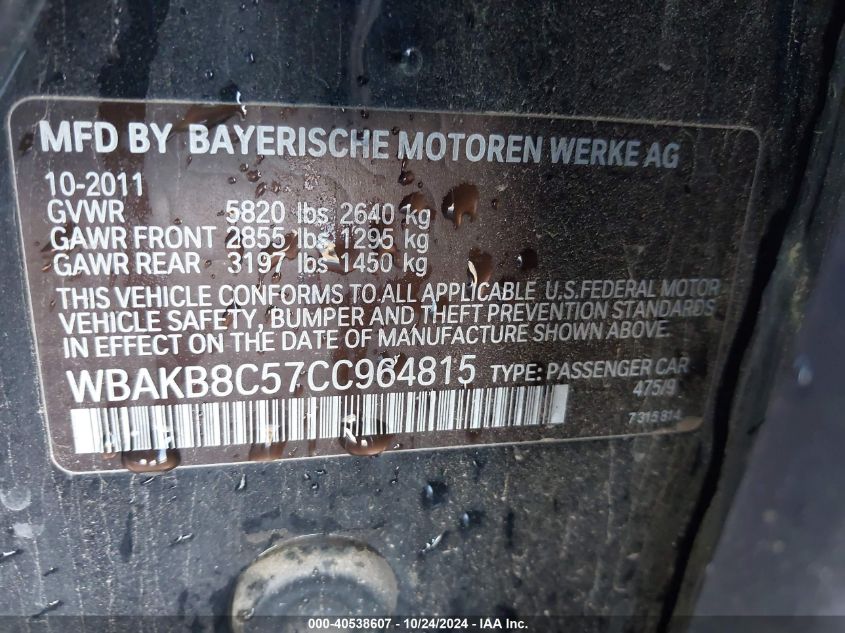 MFD BY BAYERISCHE MOTOREN WERKE AG
10-2011
GVWR 5820 lbs 2640 kg
GAWR FRONT 2855 lbs 1295 kg
GAWR REAR 3197 lbs 1450 kg
THIS VEHICLE CONFORMS TO ALL APPLICABLE U.S.FEDERAL MOTOR
VEHICLE SAFETY, BUMPER AND THEFT PREVENTION STANDARDS
IN EFFECT ON THE DATE OF MANUFACTURE SHOWN ABOVE.
WBAKB8C57CC964815 TYPE: PASSENGER CAR
475/9
7 315 814
000-40538607 - 10/24/2024 - IAA Inc.